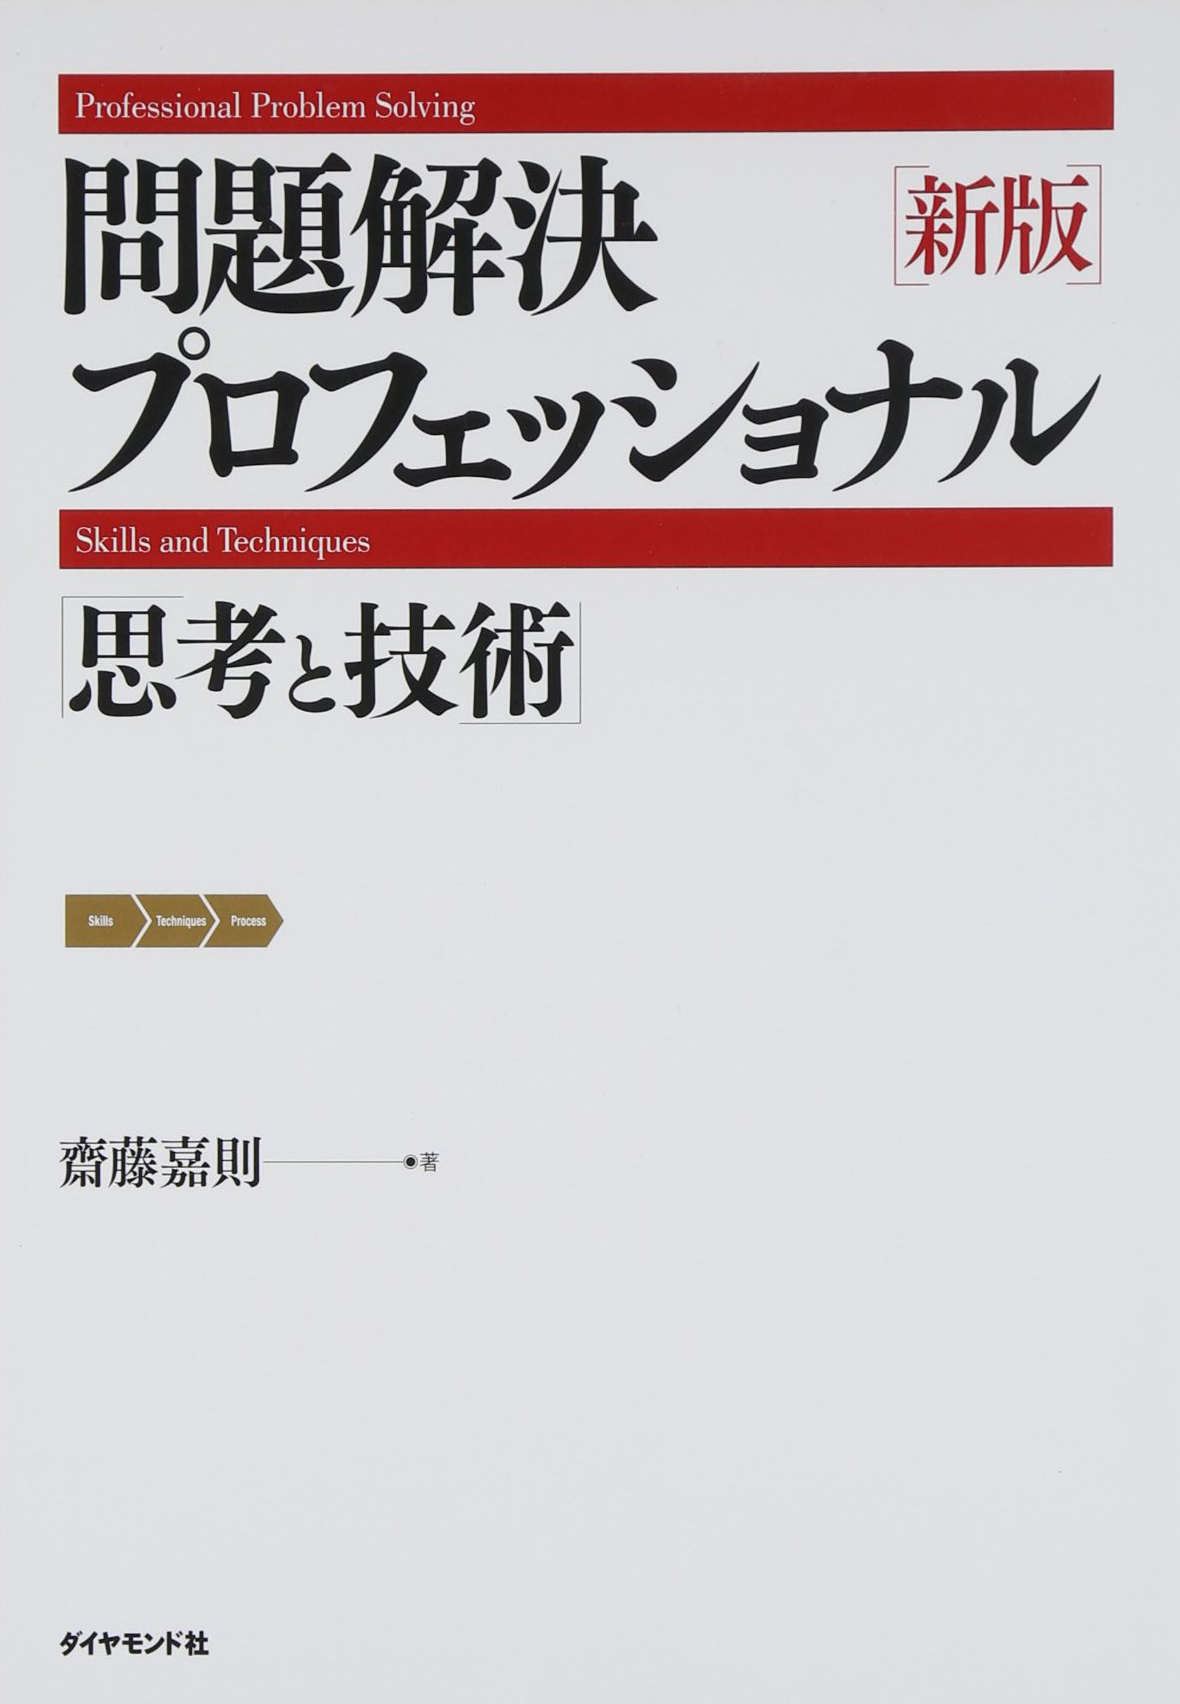 Professional Problem Solving
問題解決
[新版]
プロフェッショナル
Skills and Techniques
「思考と技術」
Skills Techniques Process
齋藤嘉則 ◉著
ダイヤモンド社